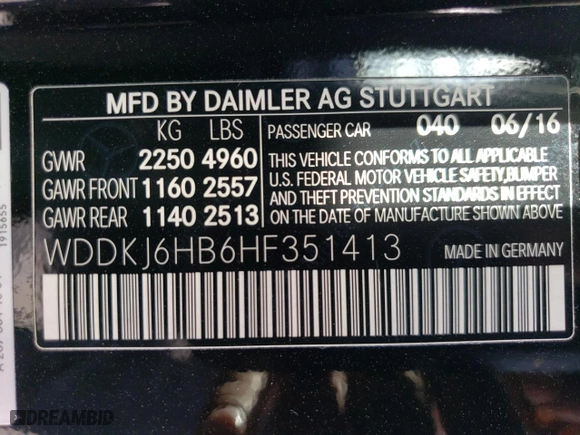 MFD BY DAIMLER AG STUTTGART
KG LBS PASSENGER CAR 040 06/16
GVWR 2250 4960 THIS VEHICLE CONFORMS TO ALL APPLICABLE
GAWR FRONT 1160 2557 U.S. FEDERAL MOTOR VEHICLE SAFETY,BUMPER
GAWR REAR 1140 2513 AND THEFT PREVENTION STANDARDS IN EFFECT
ON THE DATE OF MANUFACTURE SHOWN ABOVE.
WDDKJ6HB6HF351413 MADE IN GERMANY
1915655
DREAMBID